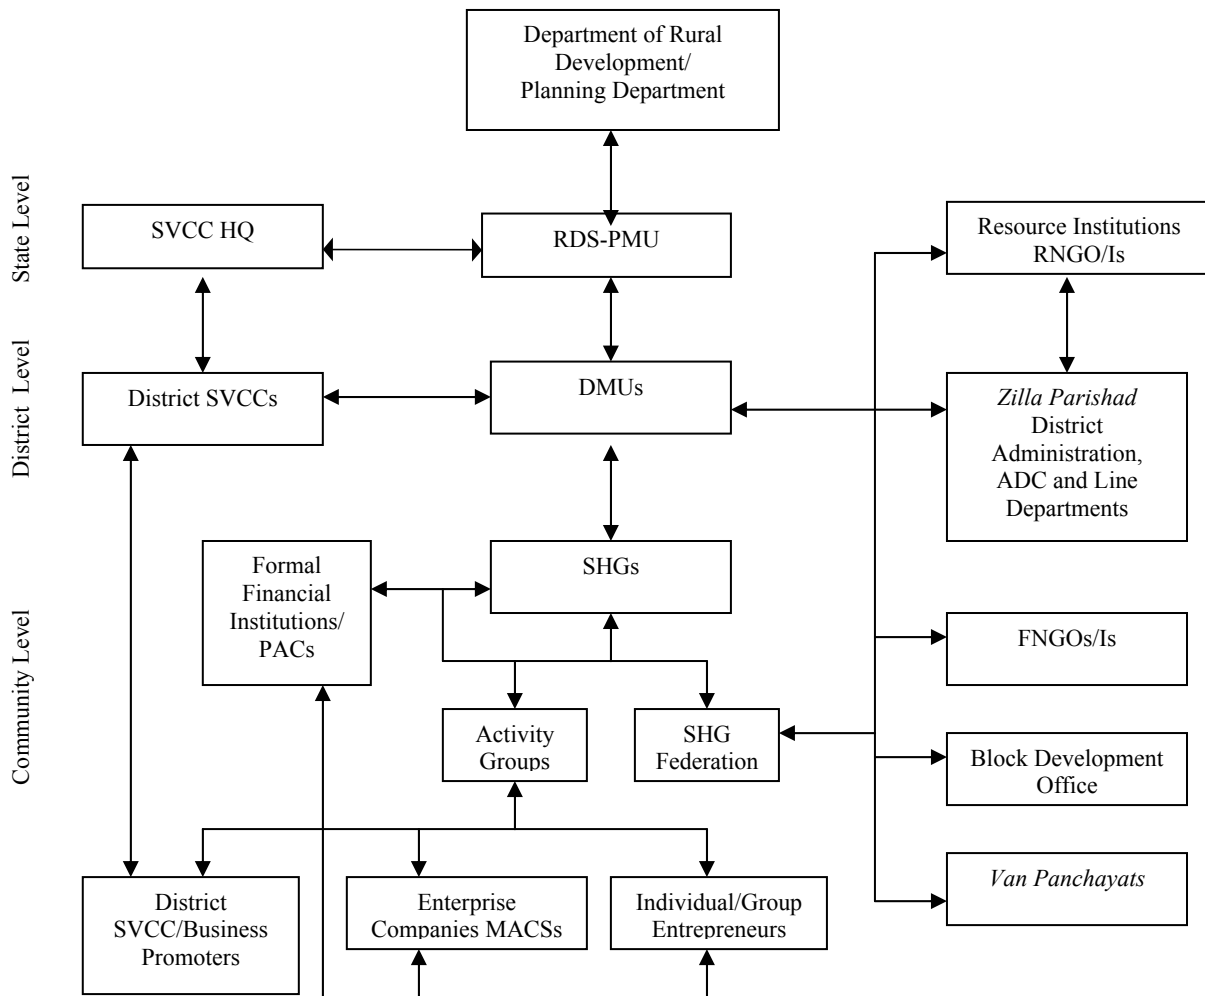 Department of Rural
Development/
Planning Department
State Level
SVCC HQ
RDS-PMU
Resource Institutions
RNGO/Is
District Level
District SVCCs
DMUs
Zilla Parishad
District
Administration,
ADC and Line
Departments
Community Level
Formal
Financial
Institutions/
PACs
SHGs
FNGOs/Is
Activity
Groups
SHG
Federation
Block Development
Office
District
SVCC/Business
Promoters
Enterprise
Companies MACSs
Individual/Group
Entrepreneurs
Van Panchayats